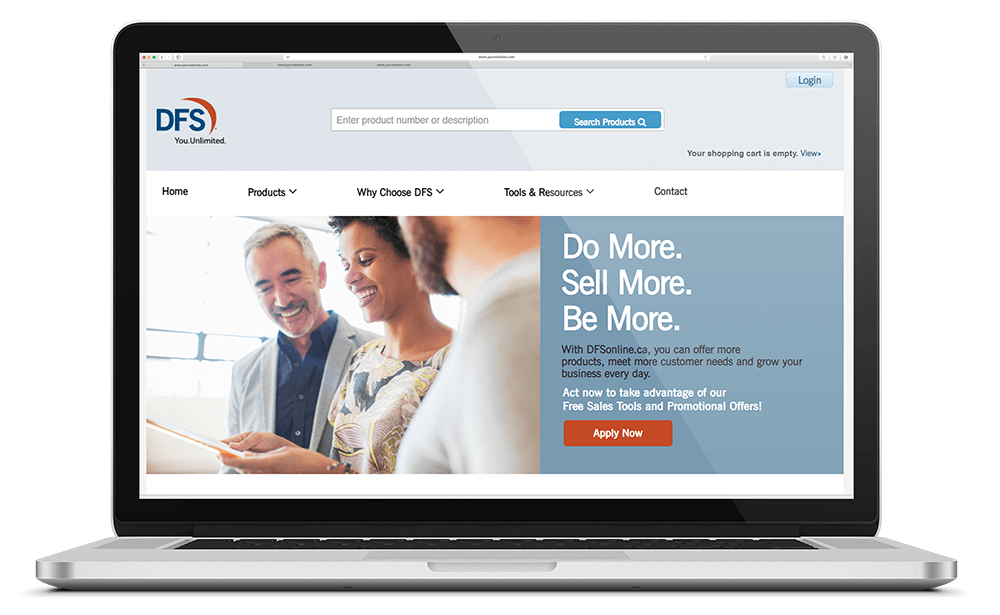 www.yourwebsite.com
www.yourwebsite.com
www.yourwebsite.com
www.yourwebsite.com
Login
DFS
You.Unlimited.
Enter product number or description
Search Products
Your shopping cart is empty. View»
Home
Products
Why Choose DFS
Tools & Resources
Contact
Do More.
Sell More.
Be More.
With DFSonline.ca, you can offer more
products, meet more customer needs and grow your
business every day.
Act now to take advantage of our
Free Sales Tools and Promotional Offers!
Apply Now